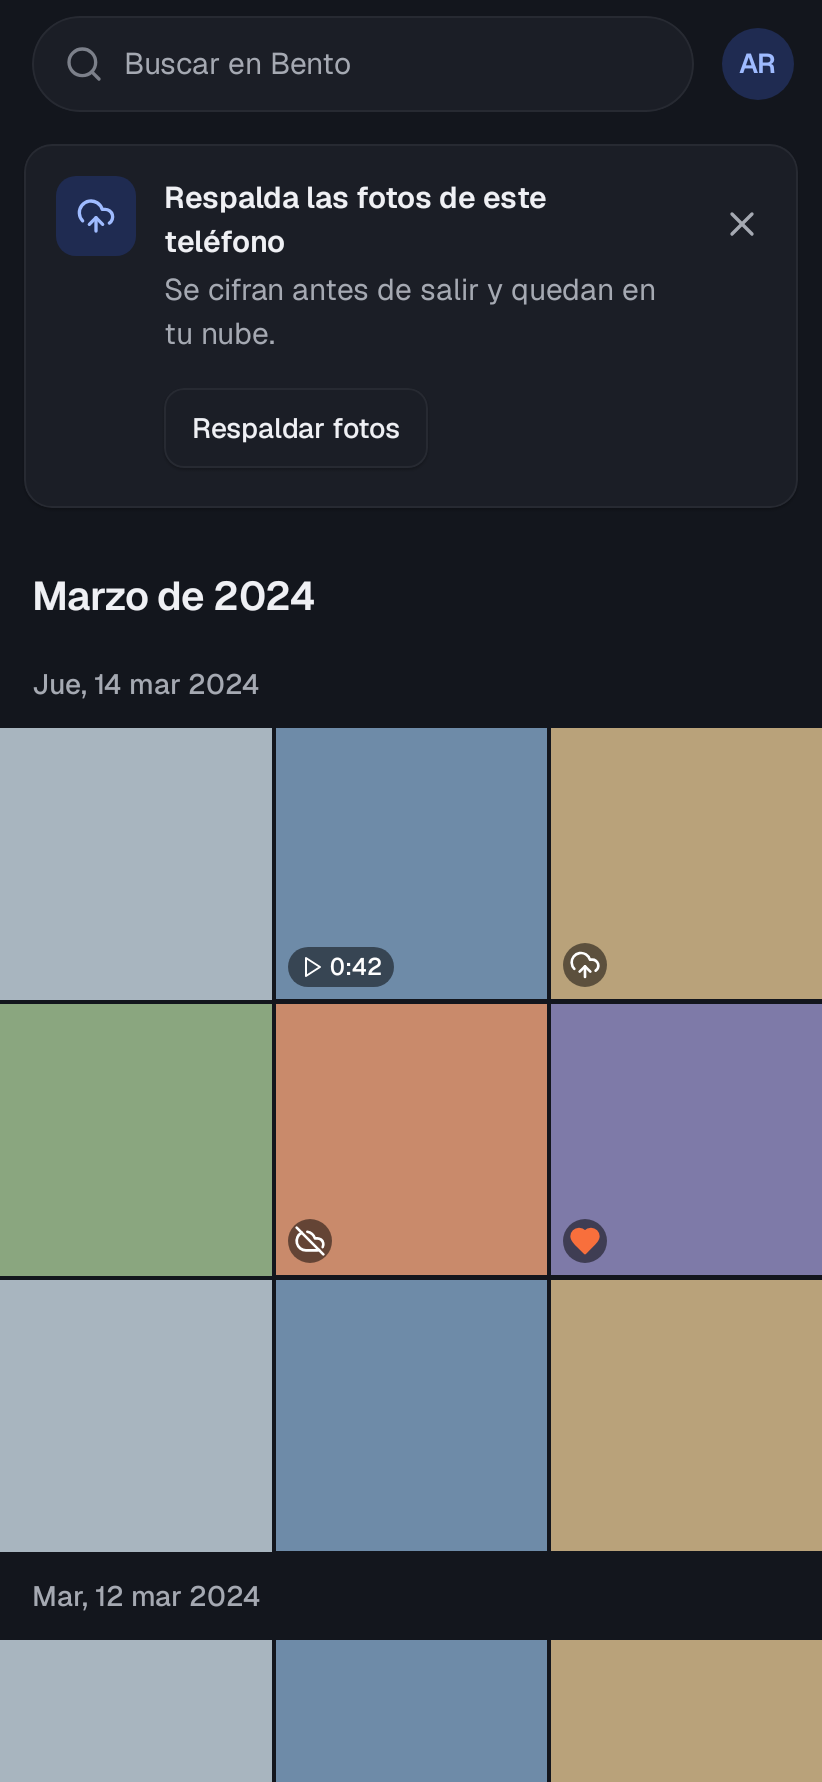 Buscar en Bento
AR
Respalda las fotos de este
teléfono
Se cifran antes de salir y quedan en
tu nube.
Respaldar fotos
Marzo de 2024
Jue, 14 mar 2024
0:42
Mar, 12 mar 2024